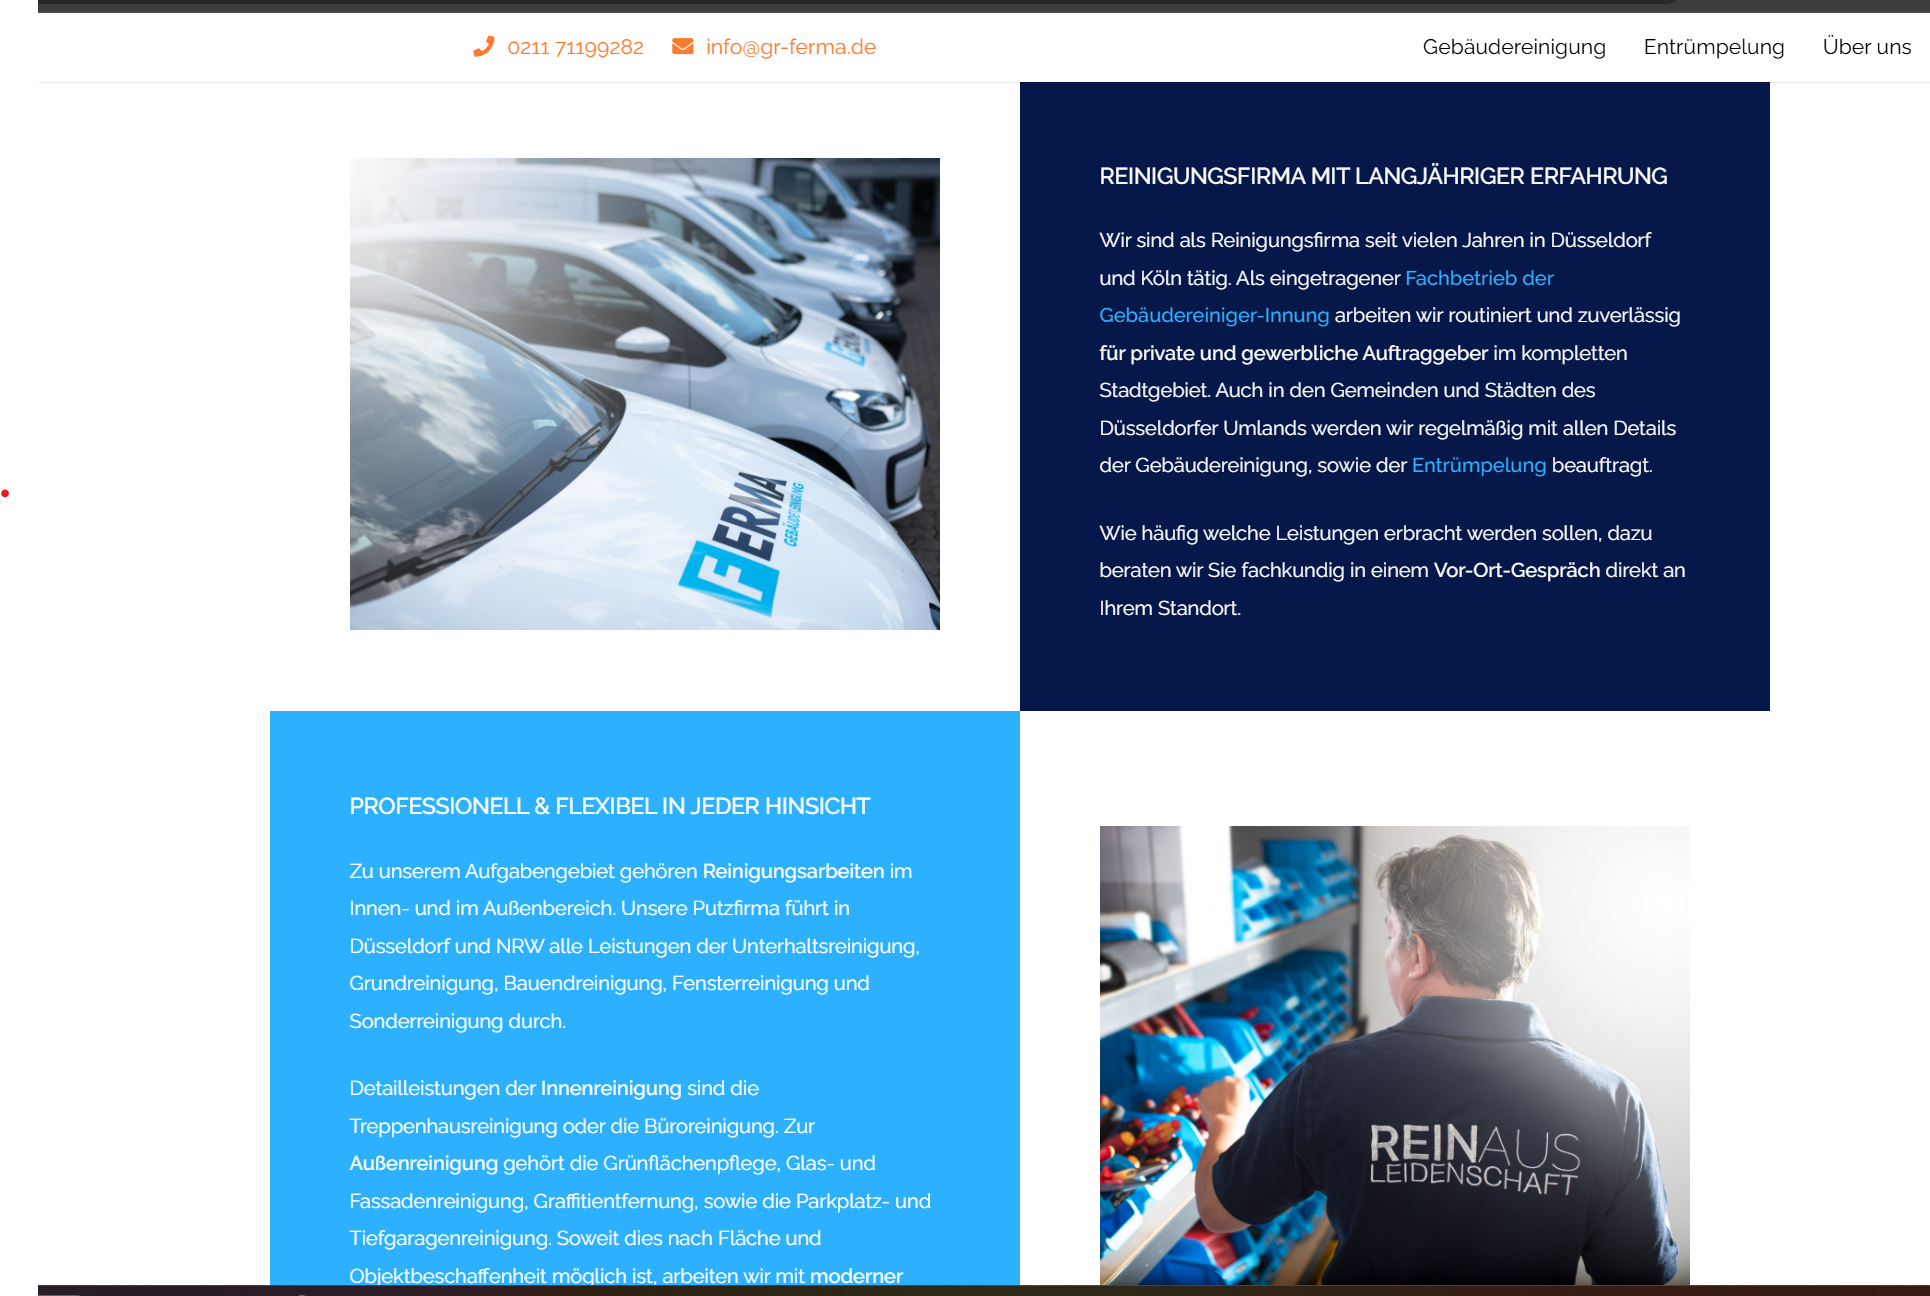 0211 71199282 info@gr-ferma.de
Gebäudereinigung Entrümpelung Über uns
FERMA
GEBÄUDEREINIGUNG
REINIGUNGSFIRMA MIT LANGJÄHRIGER ERFAHRUNG
Wir sind als Reinigungsfirma seit vielen Jahren in Düsseldorf
und Köln tätig. Als eingetragener Fachbetrieb der
Gebäudereiniger-Innung arbeiten wir routiniert und zuverlässig
für private und gewerbliche Auftraggeber im kompletten
Stadtgebiet. Auch in den Gemeinden und Städten des
Düsseldorfer Umlands werden wir regelmäßig mit allen Details
der Gebäudereinigung, sowie der Entrümpelung beauftragt.
Wie häufig welche Leistungen erbracht werden sollen, dazu
beraten wir Sie fachkundig in einem Vor-Ort-Gespräch direkt an
Ihrem Standort.
PROFESSIONELL & FLEXIBEL IN JEDER HINSICHT
Zu unserem Aufgabengebiet gehören Reinigungsarbeiten im
Innen- und im Außenbereich. Unsere Putzfirma führt in
Düsseldorf und NRW alle Leistungen der Unterhaltsreinigung,
Grundreinigung, Bauendreinigung, Fensterreinigung und
Sonderreinigung durch.
Detailleistungen der Innenreinigung sind die
Treppenhausreinigung oder die Büroreinigung. Zur
Außenreinigung gehört die Grünflächenpflege, Glas- und
Fassadenreinigung, Graffitientfernung, sowie die Parkplatz- und
Tiefgaragenreinigung. Soweit dies nach Fläche und
Objektbeschaffenheit möglich ist, arbeiten wir mit moderner
REINAUS
LEIDENSCHAFT